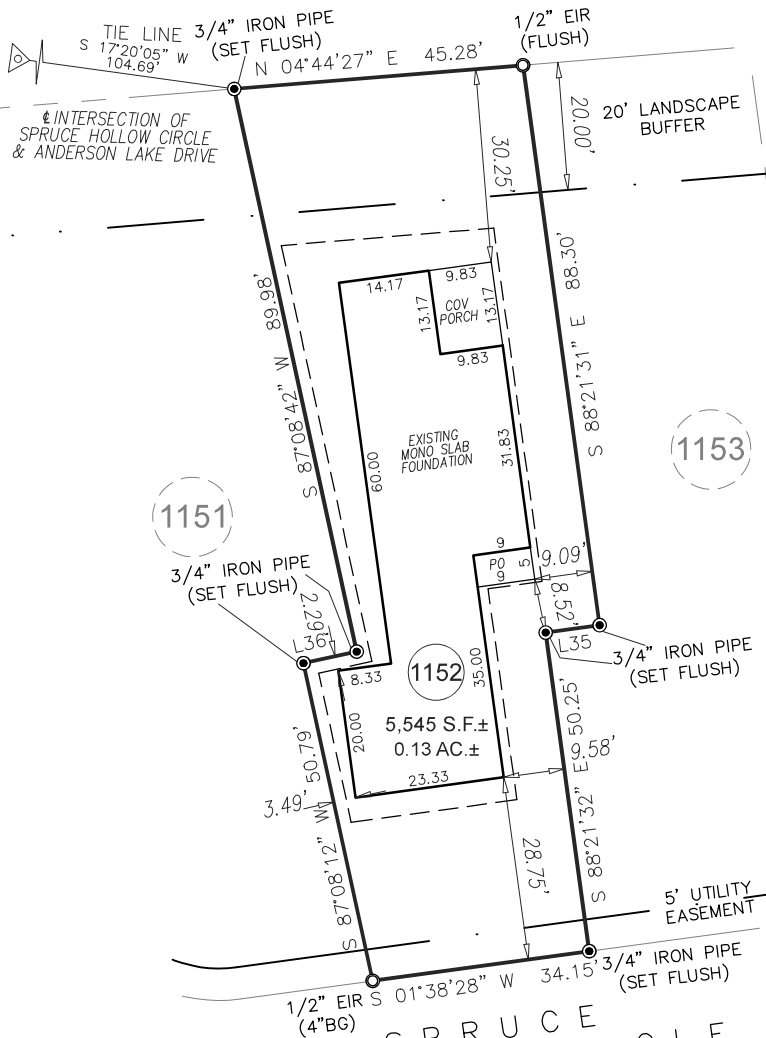 TIE LINE
S 17°20'05" W
104.69'
3/4" IRON PIPE
(SET FLUSH)
1/2" EIR
(FLUSH)
N 04°44'27" E 45.28'
℄ INTERSECTION OF
SPRUCE HOLLOW CIRCLE
& ANDERSON LAKE DRIVE
20.00'
20' LANDSCAPE
BUFFER
30.25'
S 87°08'42" W 89.98'
S 88°21'31" E 88.30'
14.17
9.83
13.17
COV
PORCH
13.17
9.83
EXISTING
MONO SLAB
FOUNDATION
60.00
31.83
1151
1153
3/4" IRON PIPE
(SET FLUSH)
2.29'
L36
9
PO
5
9
9.09'
8.52'
L35
3/4" IRON PIPE
(SET FLUSH)
8.33
1152
35.00
5,545 S.F.±
0.13 AC.±
20.00
23.33
S 87°08'12" W 50.79'
3.49'
S 88°21'32" E 50.25'
9.58'
28.75'
5' UTILITY
EASEMENT
1/2" EIR
(4"BG)
S 01°38'28" W 34.15'
3/4" IRON PIPE
(SET FLUSH)
SPRUCE